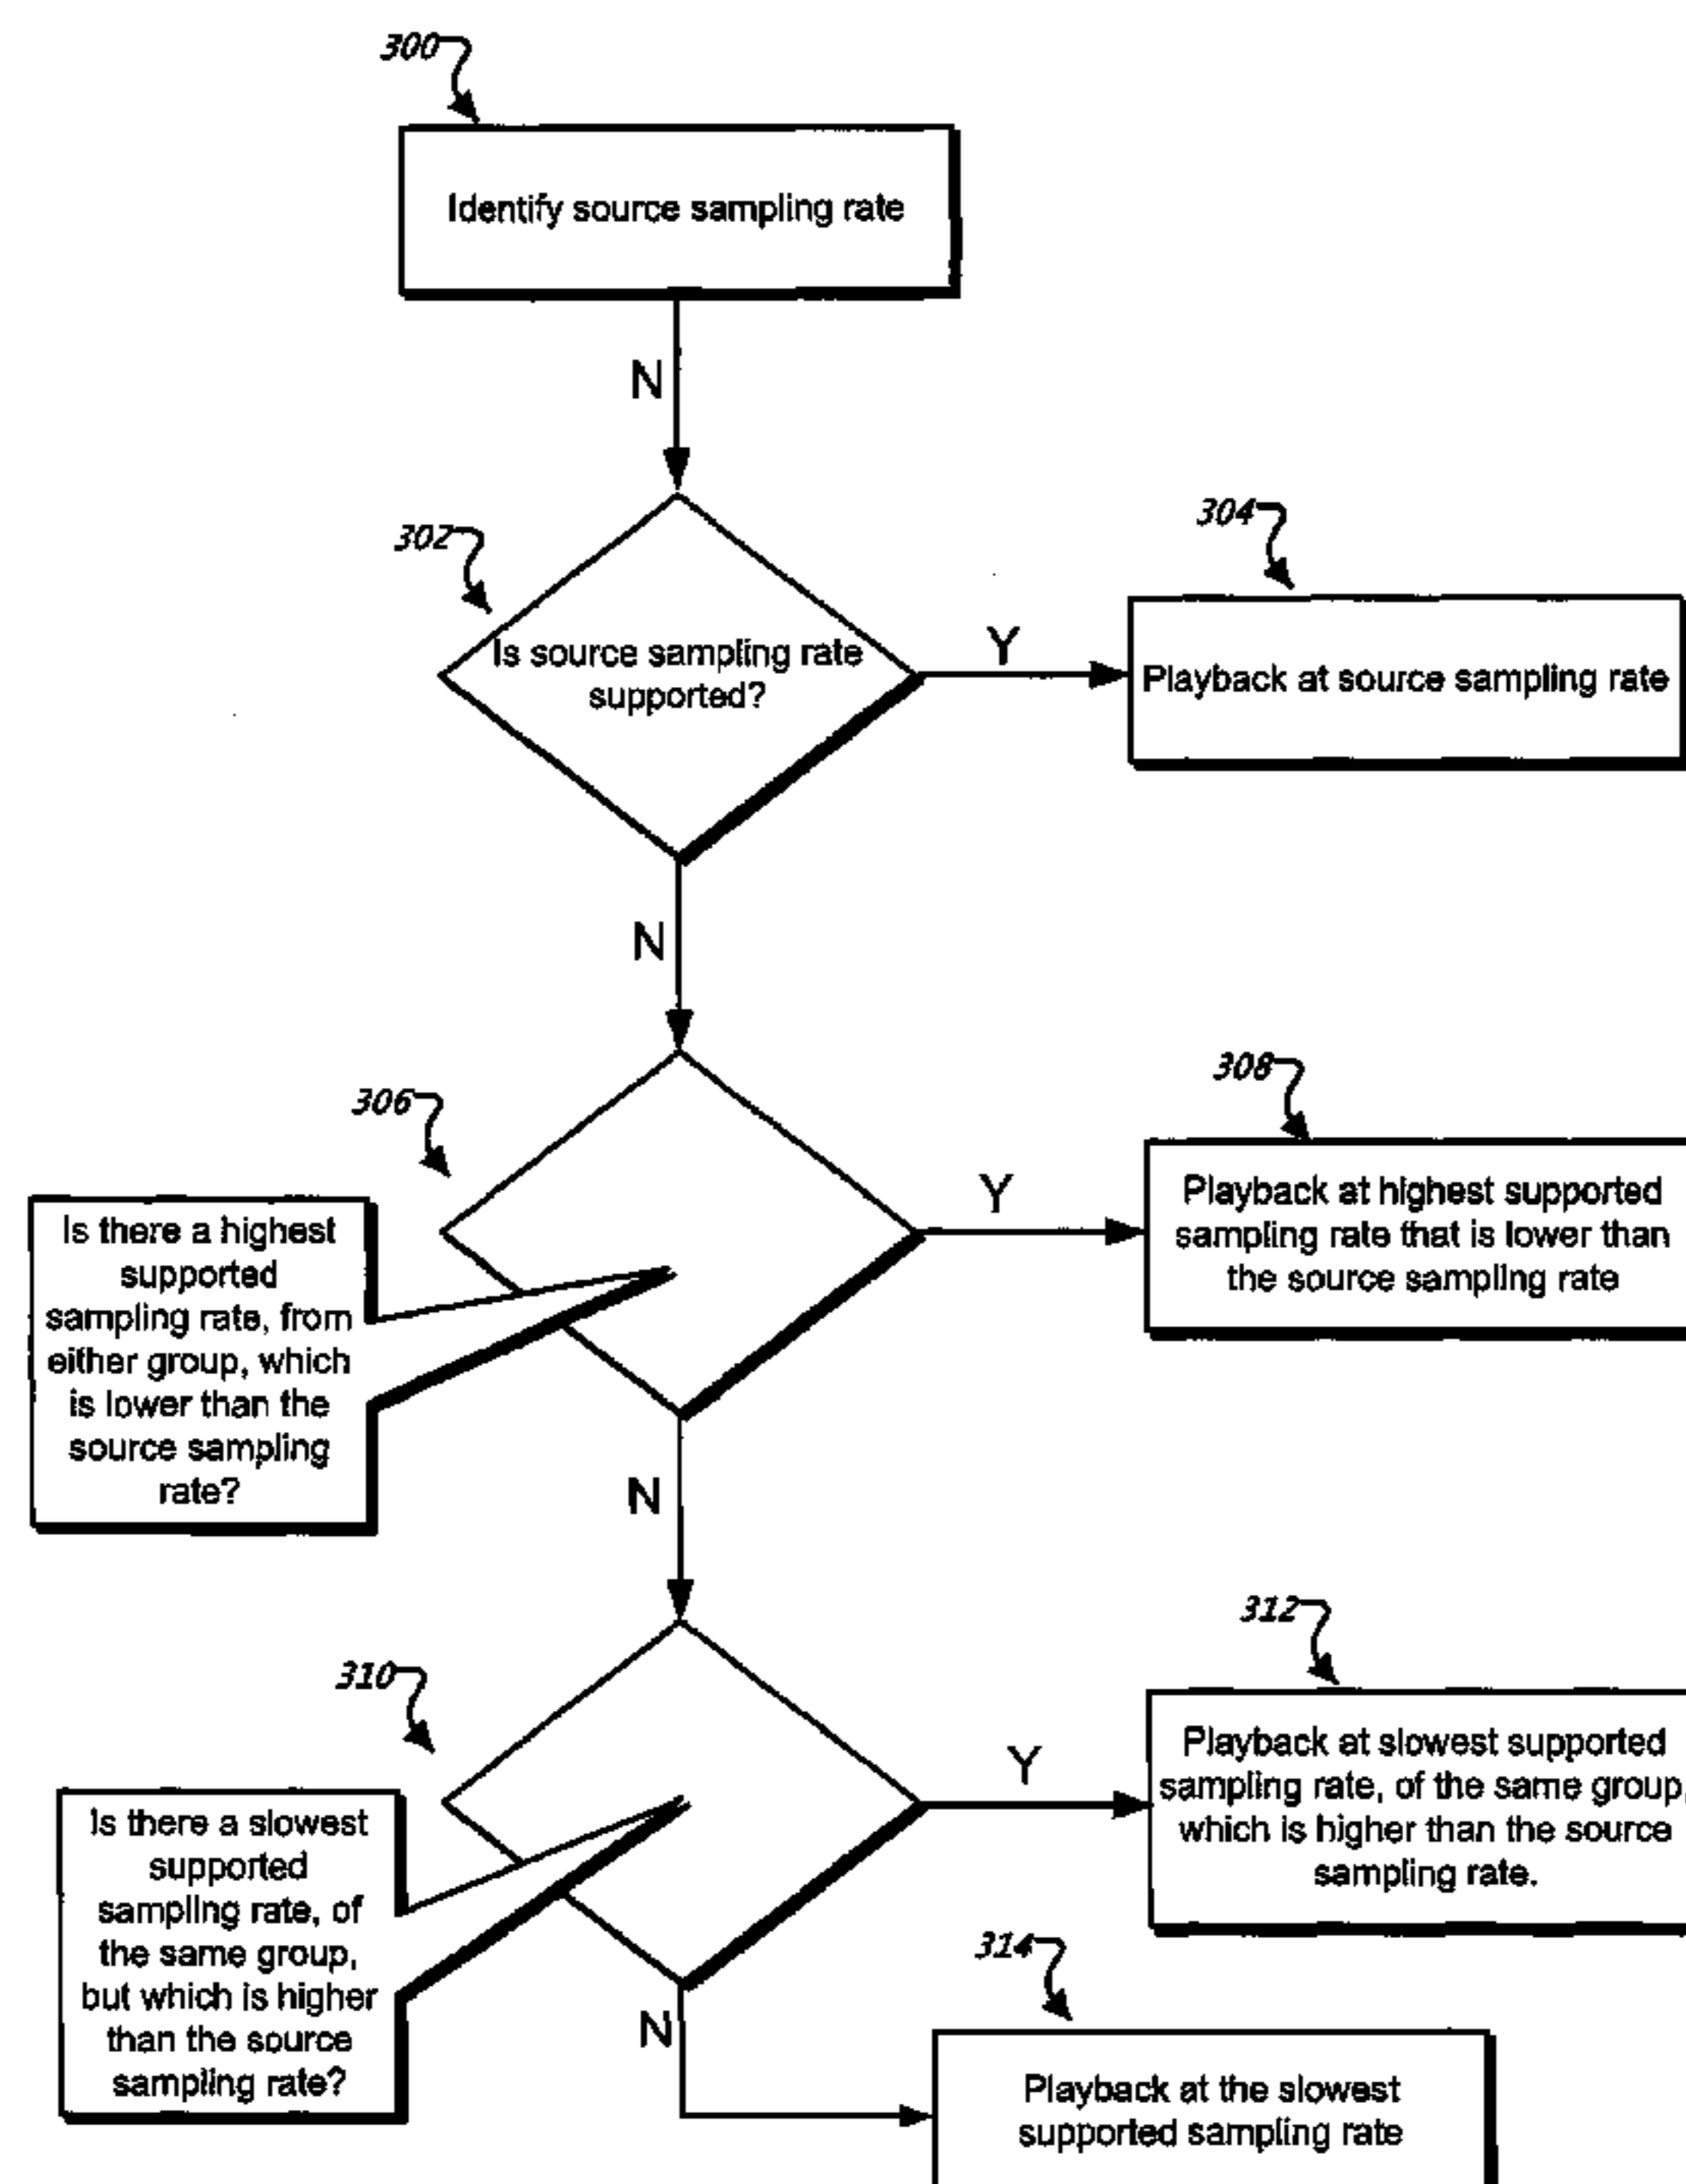 300
Identify source sampling rate
N
302
Is source sampling rate
supported?
Y
304
Playback at source sampling rate
N
306
Is there a highest
supported
sampling rate, from
either group, which
is lower than the
source sampling
rate?
Y
308
Playback at highest supported
sampling rate that is lower than
the source sampling rate
N
310
Is there a slowest
supported
sampling rate, of
the same group,
but which is higher
than the source
sampling rate?
Y
312
Playback at slowest supported
sampling rate, of the same group,
which is higher than the source
sampling rate.
N
314
Playback at the slowest
supported sampling rate